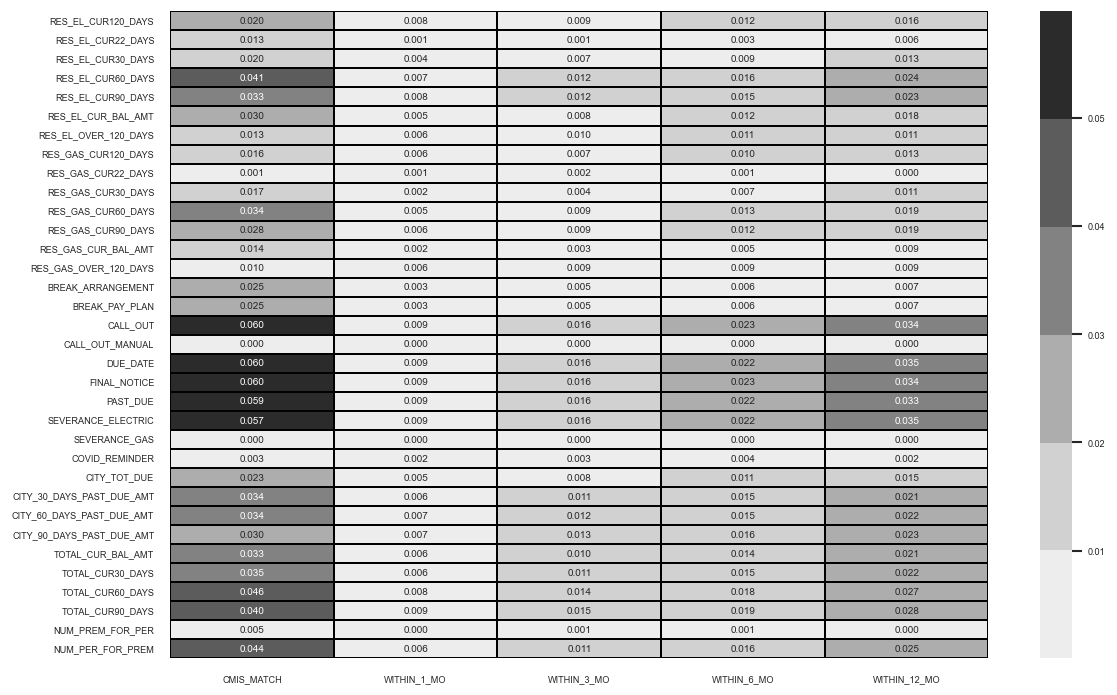 RES_EL_CUR120_DAYS 0.020 0.008 0.009 0.012 0.016
RES_EL_CUR22_DAYS 0.013 0.001 0.001 0.003 0.006
RES_EL_CUR30_DAYS 0.020 0.004 0.007 0.009 0.013
RES_EL_CUR60_DAYS 0.041 0.007 0.012 0.016 0.024
RES_EL_CUR90_DAYS 0.033 0.008 0.012 0.015 0.023
0.05
RES_EL_CUR_BAL_AMT 0.030 0.005 0.008 0.012 0.018
RES_EL_OVER_120_DAYS 0.013 0.006 0.010 0.011 0.011
RES_GAS_CUR120_DAYS 0.016 0.006 0.007 0.010 0.013
RES_GAS_CUR22_DAYS 0.001 0.001 0.002 0.001 0.000
RES_GAS_CUR30_DAYS 0.017 0.002 0.004 0.007 0.011
RES_GAS_CUR60_DAYS 0.034 0.005 0.009 0.013 0.019
0.04
RES_GAS_CUR90_DAYS 0.028 0.006 0.009 0.012 0.019
RES_GAS_CUR_BAL_AMT 0.014 0.002 0.003 0.005 0.009
RES_GAS_OVER_120_DAYS 0.010 0.006 0.009 0.009 0.009
BREAK_ARRANGEMENT 0.025 0.003 0.005 0.006 0.007
BREAK_PAY_PLAN 0.025 0.003 0.005 0.006 0.007
CALL_OUT 0.060 0.009 0.016 0.023 0.034
0.03
CALL_OUT_MANUAL 0.000 0.000 0.000 0.000 0.000
DUE_DATE 0.060 0.009 0.016 0.022 0.035
FINAL_NOTICE 0.060 0.009 0.016 0.023 0.034
PAST_DUE 0.059 0.009 0.016 0.022 0.033
SEVERANCE_ELECTRIC 0.057 0.009 0.016 0.022 0.035
SEVERANCE_GAS 0.000 0.000 0.000 0.000 0.000
0.02
COVID_REMINDER 0.003 0.002 0.003 0.004 0.002
CITY_TOT_DUE 0.023 0.005 0.008 0.011 0.015
CITY_30_DAYS_PAST_DUE_AMT 0.034 0.006 0.011 0.015 0.021
CITY_60_DAYS_PAST_DUE_AMT 0.034 0.007 0.012 0.015 0.022
CITY_90_DAYS_PAST_DUE_AMT 0.030 0.007 0.013 0.016 0.023
0.01
TOTAL_CUR_BAL_AMT 0.033 0.006 0.010 0.014 0.021
TOTAL_CUR30_DAYS 0.035 0.006 0.011 0.015 0.022
TOTAL_CUR60_DAYS 0.046 0.008 0.014 0.018 0.027
TOTAL_CUR90_DAYS 0.040 0.009 0.015 0.019 0.028
NUM_PREM_FOR_PER 0.005 0.000 0.001 0.001 0.000
NUM_PER_FOR_PREM 0.044 0.006 0.011 0.016 0.025
CMIS_MATCH WITHIN_1_MO WITHIN_3_MO WITHIN_6_MO WITHIN_12_MO